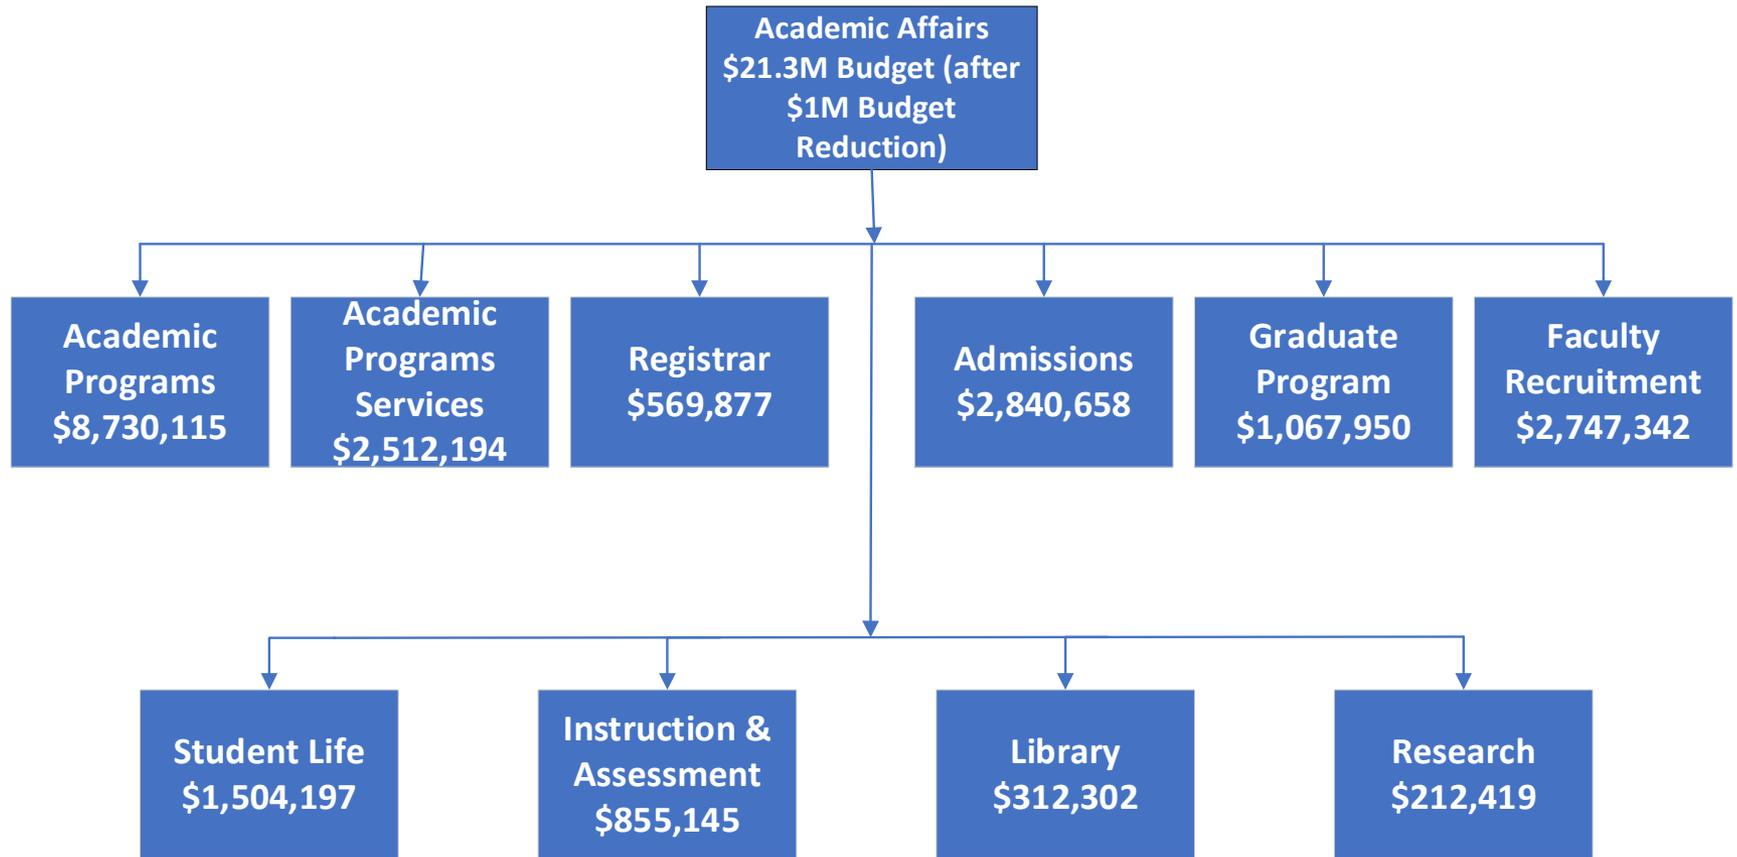 Academic Affairs
$21.3M Budget (after
$1M Budget
Reduction)
Academic
Programs
$8,730,115
Academic
Programs
Services
$2,512,194
Registrar
$569,877
Admissions
$2,840,658
Graduate
Program
$1,067,950
Faculty
Recruitment
$2,747,342
Student Life
$1,504,197
Instruction &
Assessment
$855,145
Library
$312,302
Research
$212,419